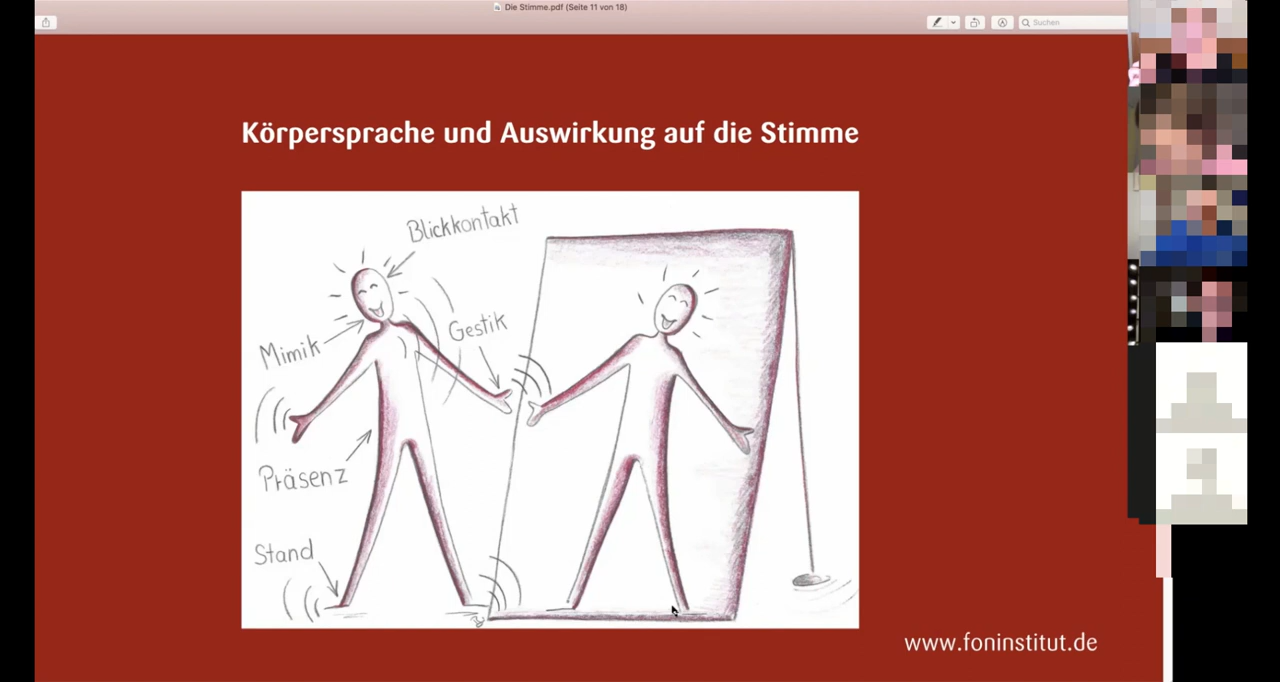 Die Stimme.pdf (Seite 11 von 18)
Suchen
Körpersprache und Auswirkung auf die Stimme
Blickkontakt
Gestik
Mimik
Präsenz
Stand
www.foninstitut.de